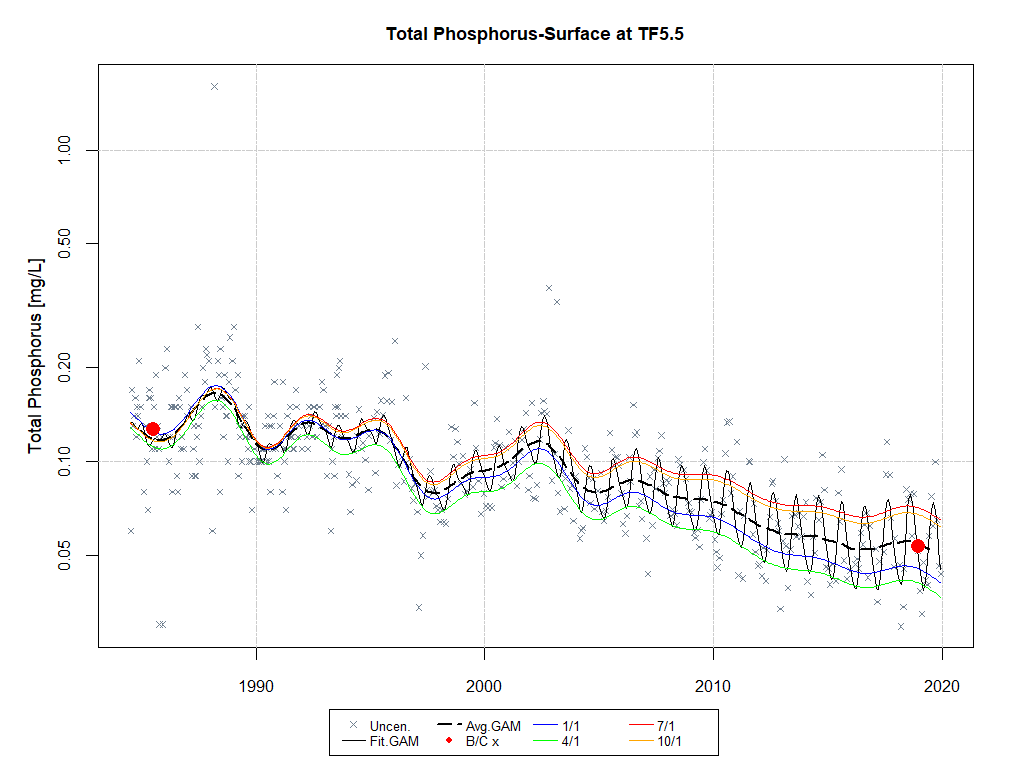 Total Phosphorus-Surface at TF5.5
Total Phosphorus [mg/L]
1.00
0.50
0.20
0.10
0.05
1990
2000
2010
2020
Uncen. Avg.GAM 1/1 7/1
Fit.GAM B/C x 4/1 10/1